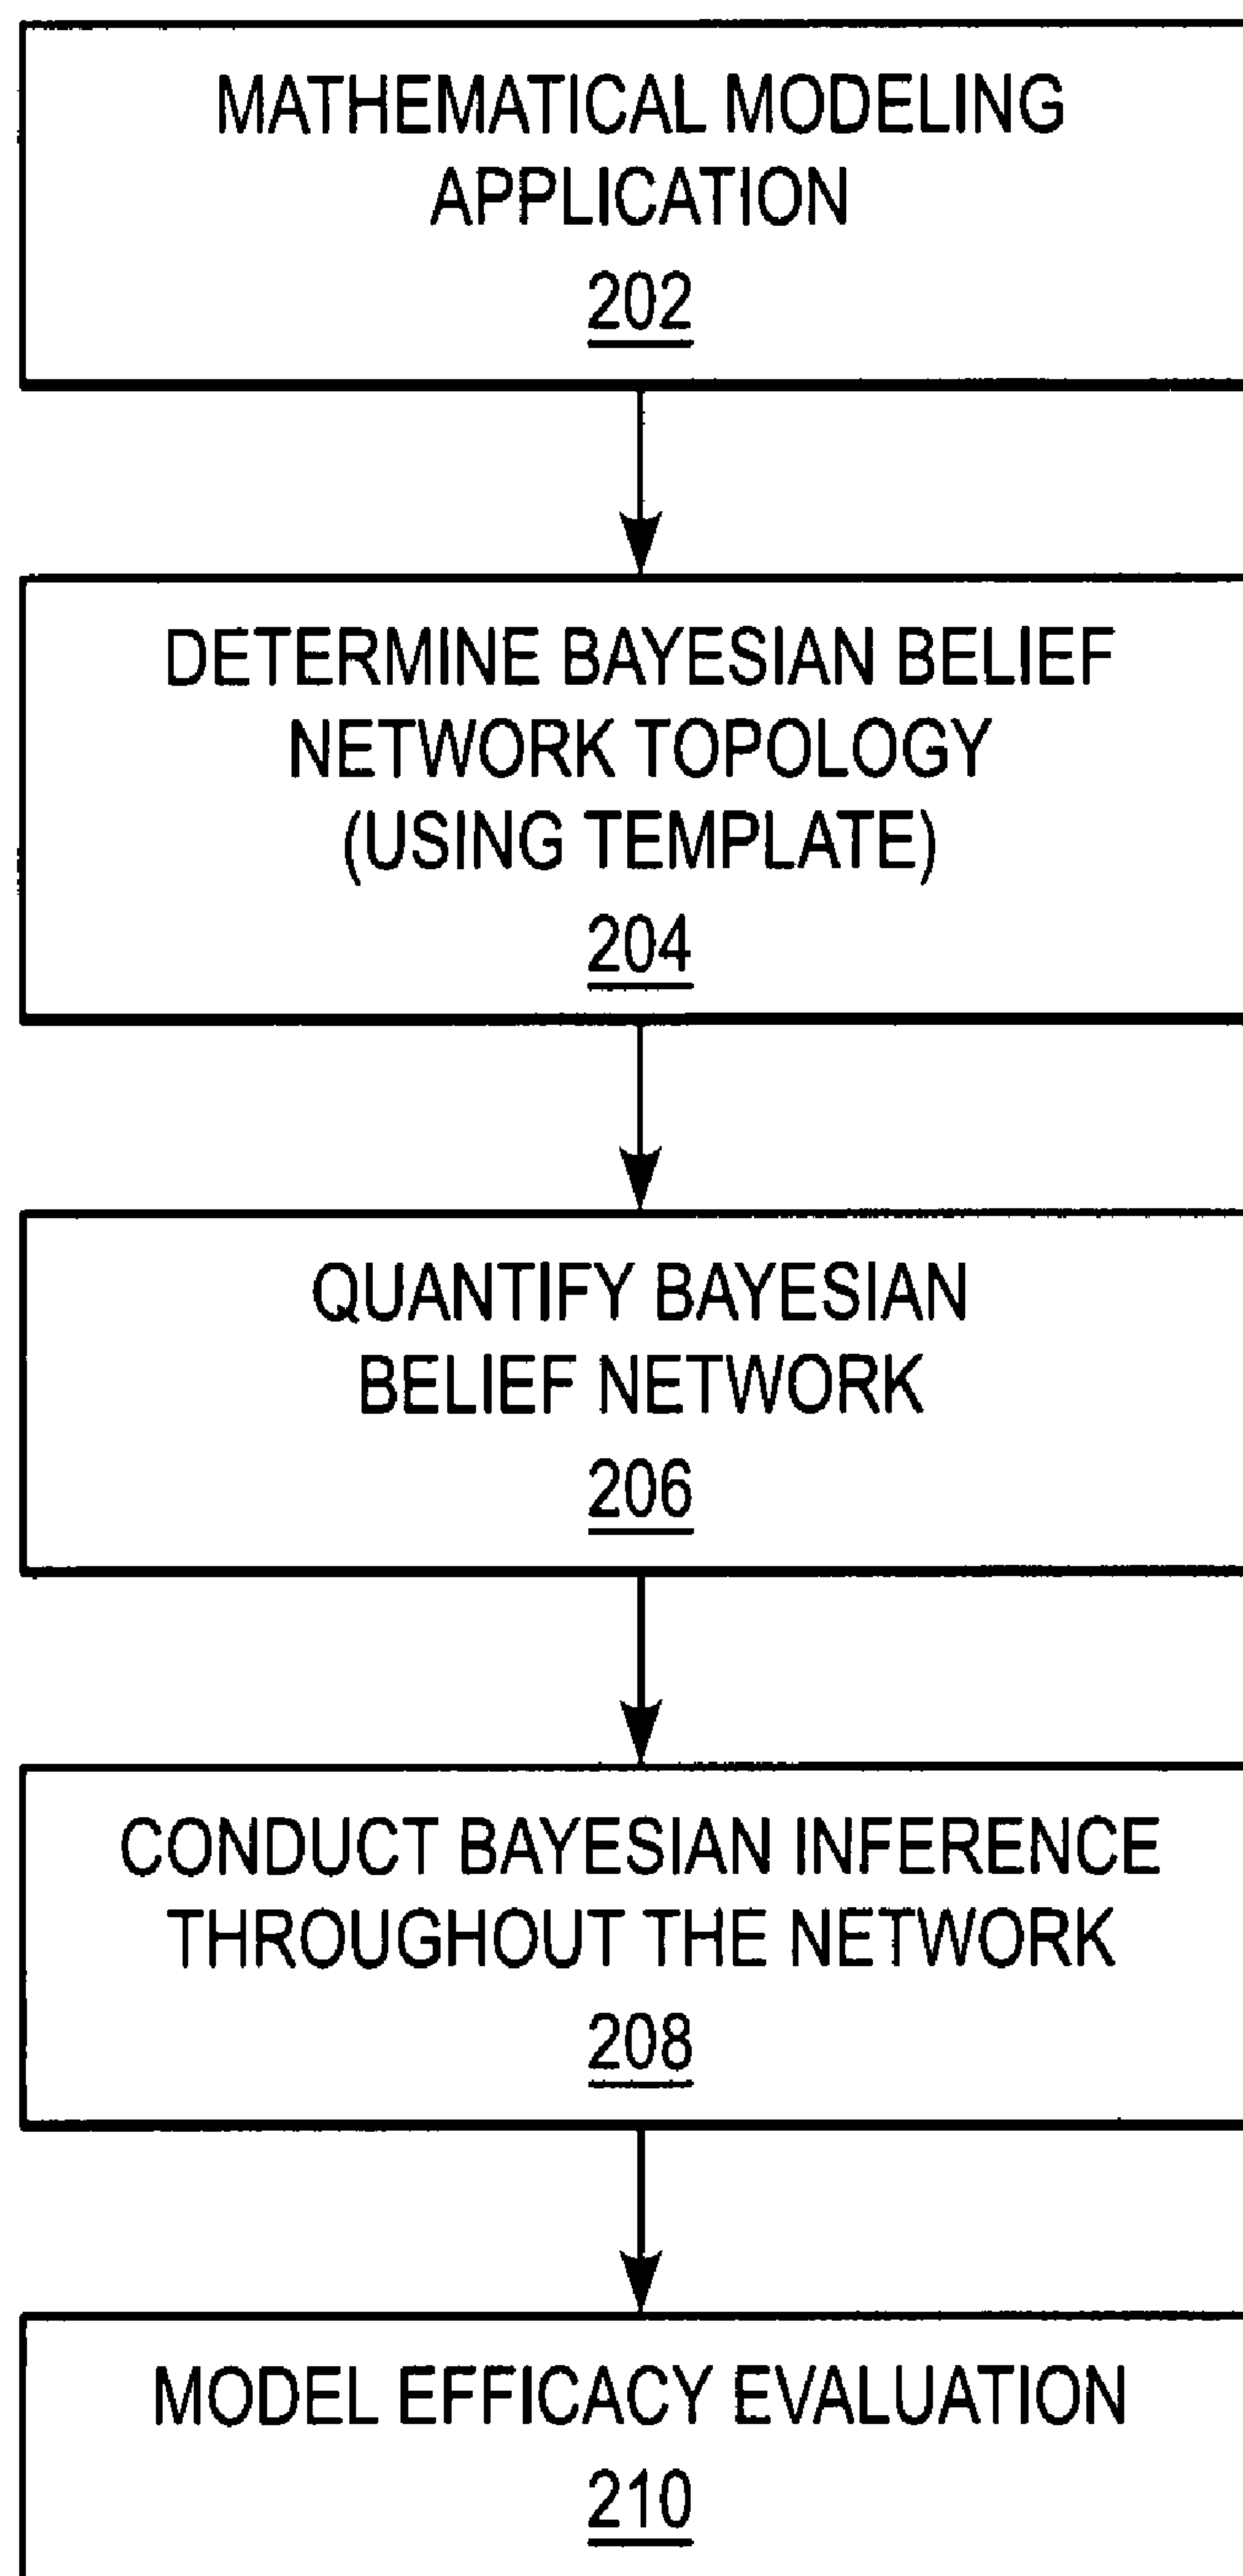 MATHEMATICAL MODELING
APPLICATION
202
DETERMINE BAYESIAN BELIEF
NETWORK TOPOLOGY
(USING TEMPLATE)
204
QUANTIFY BAYESIAN
BELIEF NETWORK
206
CONDUCT BAYESIAN INFERENCE
THROUGHOUT THE NETWORK
208
MODEL EFFICACY EVALUATION
210